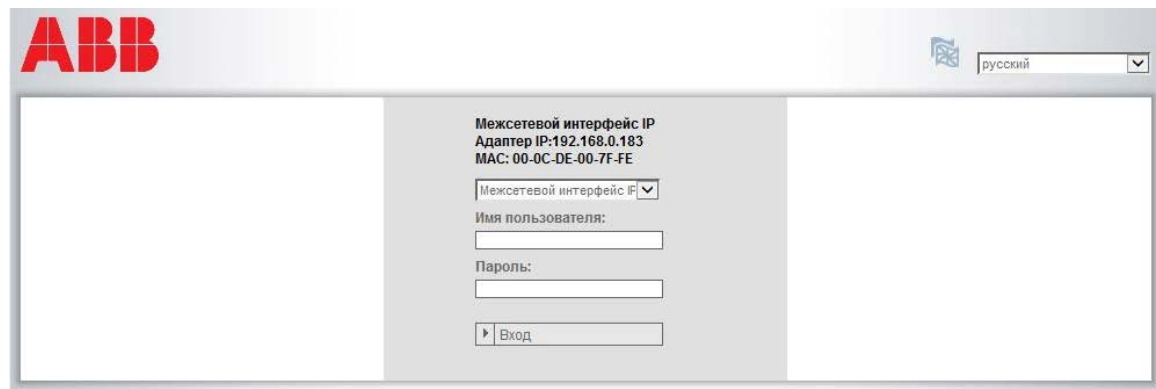 ABB
русский
Межсетевой интерфейс IP
Адаптер IP:192.168.0.183
MAC: 00-0C-DE-00-7F-FE
Межсетевой интерфейс IP
Имя пользователя:
Пароль:
Вход